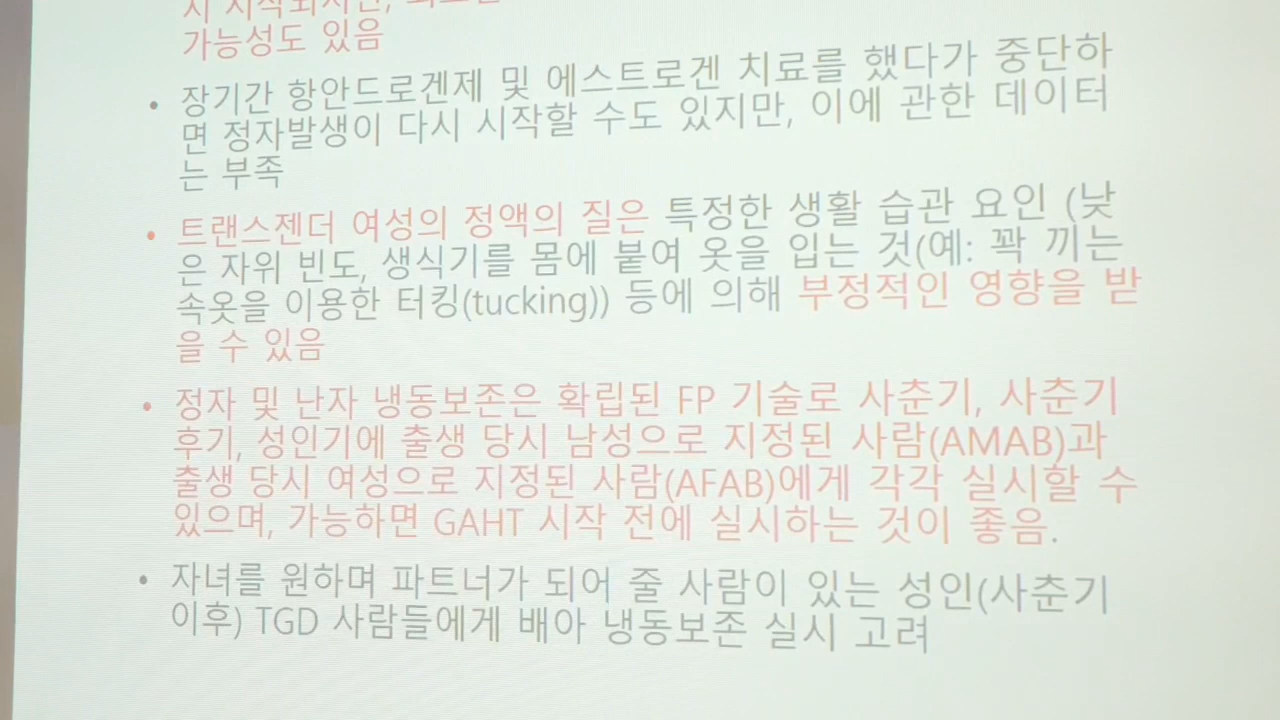 가능성도 있음
• 장기간 항안드로겐제 및 에스트로겐 치료를 했다가 중단하
면 정자발생이 다시 시작할 수도 있지만, 이에 관한 데이터
는 부족
• 트랜스젠더 여성의 정액의 질은 특정한 생활 습관 요인 (낮
은 자위 빈도, 생식기를 몸에 붙여 옷을 입는 것(예: 꽉 끼는
속옷을 이용한 터킹(tucking)) 등에 의해 부정적인 영향을 받
을 수 있음
• 정자 및 난자 냉동보존은 확립된 FP 기술로 사춘기, 사춘기
후기, 성인기에 출생 당시 남성으로 지정된 사람(AMAB)과
출생 당시 여성으로 지정된 사람(AFAB)에게 각각 실시할 수
있으며, 가능하면 GAHT 시작 전에 실시하는 것이 좋음.
• 자녀를 원하며 파트너가 되어 줄 사람이 있는 성인(사춘기
이후) TGD 사람들에게 배아 냉동보존 실시 고려